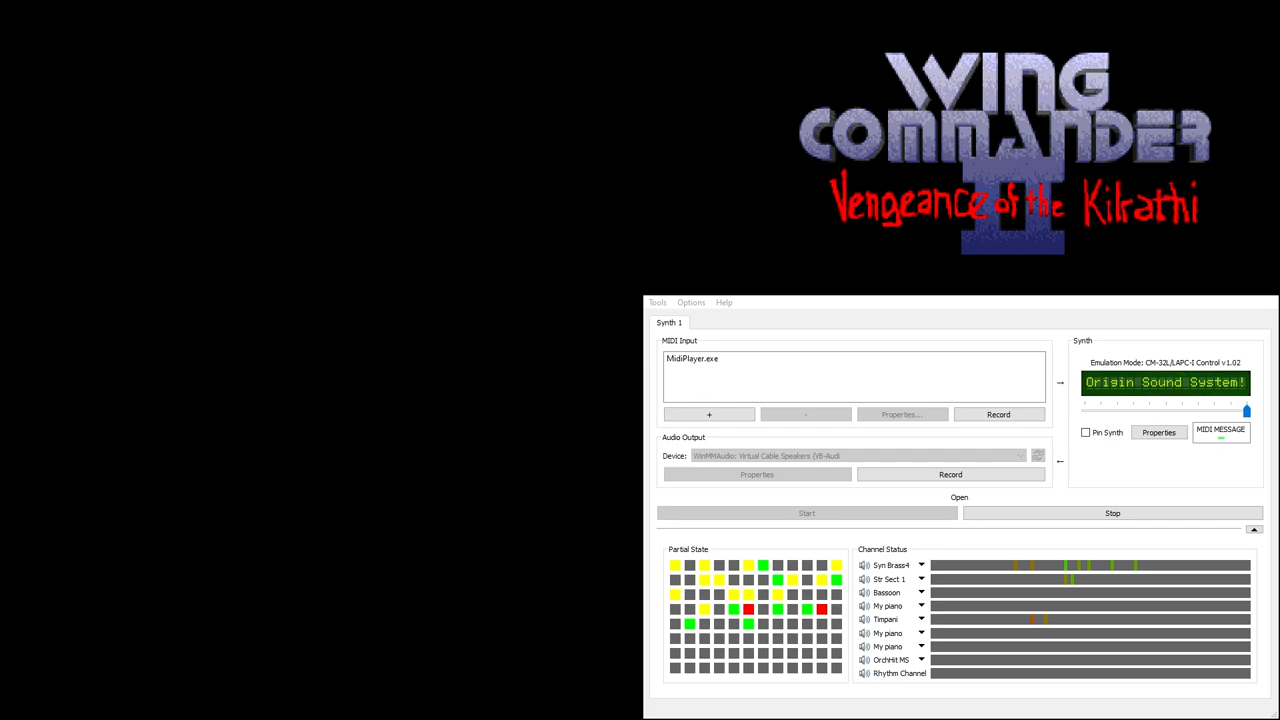 WING
COMMANDER
II
Vengeance of the Kilrathi
Tools Options Help
Synth 1
MIDI Input
MidiPlayer.exe
+ - Properties... Record
Audio Output
Device: WinMMAudio: Virtual Cable Speakers (VB-Audi
Properties Record
Synth
Emulation Mode: CM-32L/LAPC-I Control v1.02
Origin Sound System!
Pin Synth Properties MIDI MESSAGE
Open
Start Stop
Partial State
Channel Status
Syn Brass4
Str Sect 1
Bassoon
My piano
Timpani
My piano
My piano
OrchHit MS
Rhythm Channel